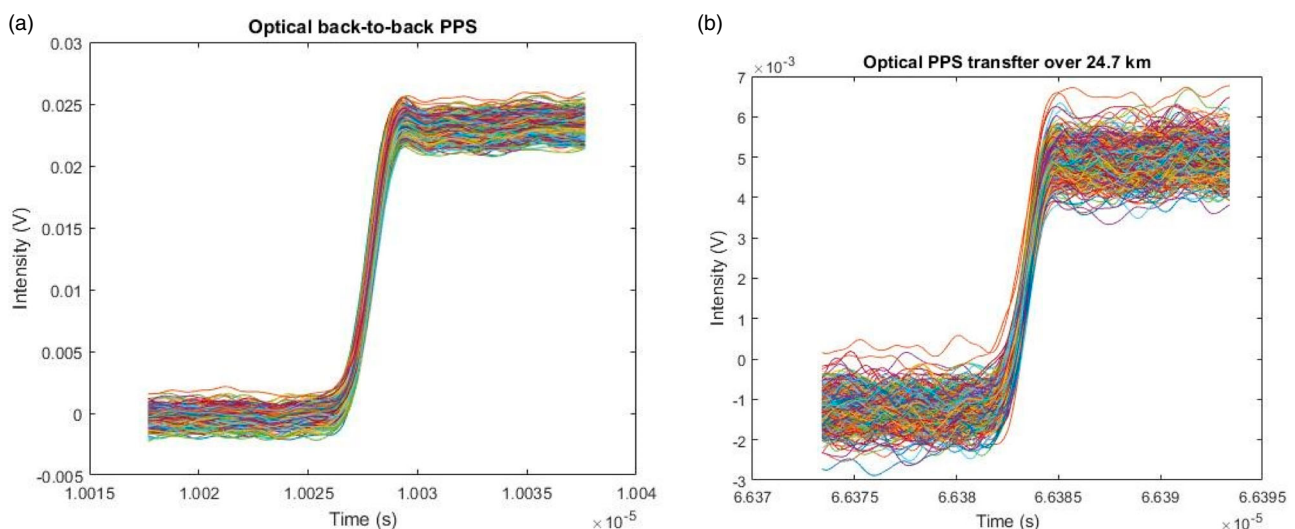 (a)
Optical back-to-back PPS
0.03
0.025
0.02
0.015
0.01
0.005
0
-0.005
Intensity (V)
1.0015 1.002 1.0025 1.003 1.0035 1.004
Time (s)
×10⁻⁵
(b)
Optical PPS transfter over 24.7 km
×10⁻³
7
6
5
4
3
2
1
0
-1
-2
-3
Intensity (V)
6.637 6.6375 6.638 6.6385 6.639 6.6395
Time (s)
×10⁻⁵